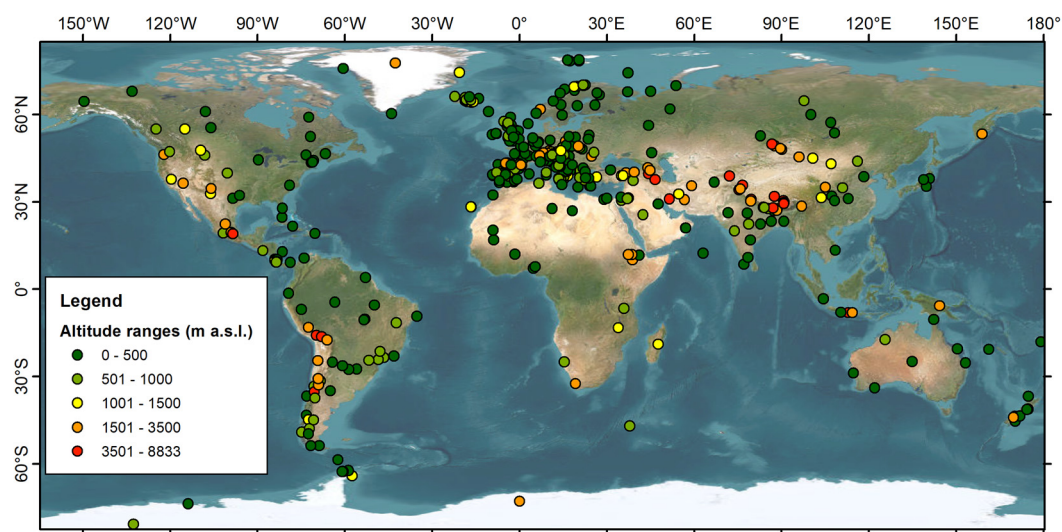 150°W 120°W 90°W 60°W 30°W 0° 30°E 60°E 90°E 120°E 150°E 180°
60°N
30°N
0°
30°S
60°S
Legend
Altitude ranges (m a.s.l.)
0 - 500
501 - 1000
1001 - 1500
1501 - 3500
3501 - 8833